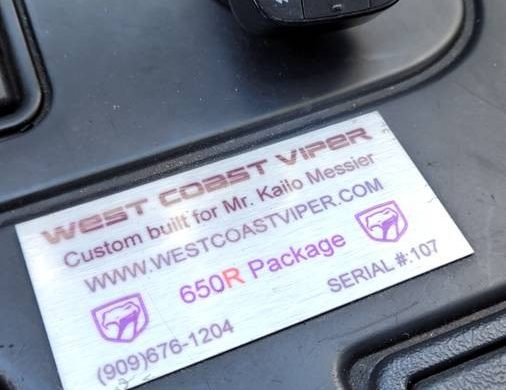 WEST COAST VIPER
Custom built for Mr. Kailo Messier
WWW.WESTCOASTVIPER.COM
650R Package
(909)676-1204
SERIAL #:107